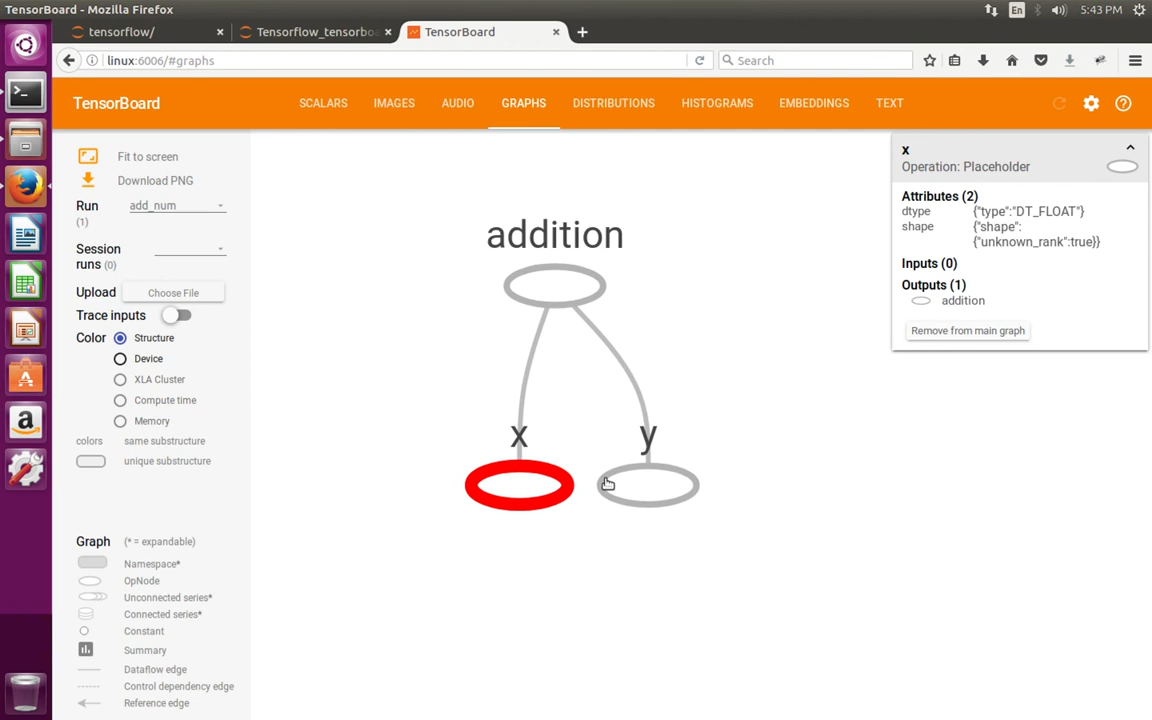 TensorBoard - Mozilla Firefox
En
5:43 PM
tensorflow/
Tensorflow_tensorboa
TensorBoard
linux:6006/#graphs
Search
TensorBoard
SCALARS
IMAGES
AUDIO
GRAPHS
DISTRIBUTIONS
HISTOGRAMS
EMBEDDINGS
TEXT
Fit to screen
Download PNG
Run
(1)
add_num
Session
runs (0)
Upload
Choose File
Trace inputs
Color
Structure
Device
XLA Cluster
Compute time
Memory
colors
same substructure
unique substructure
Graph
(* = expandable)
Namespace*
OpNode
Unconnected series*
Connected series*
Constant
Summary
Dataflow edge
Control dependency edge
Reference edge
addition
x
y
x
Operation: Placeholder
Attributes (2)
dtype
{"type":"DT_FLOAT"}
shape
{"shape":
{"unknown_rank":true}}
Inputs (0)
Outputs (1)
addition
Remove from main graph